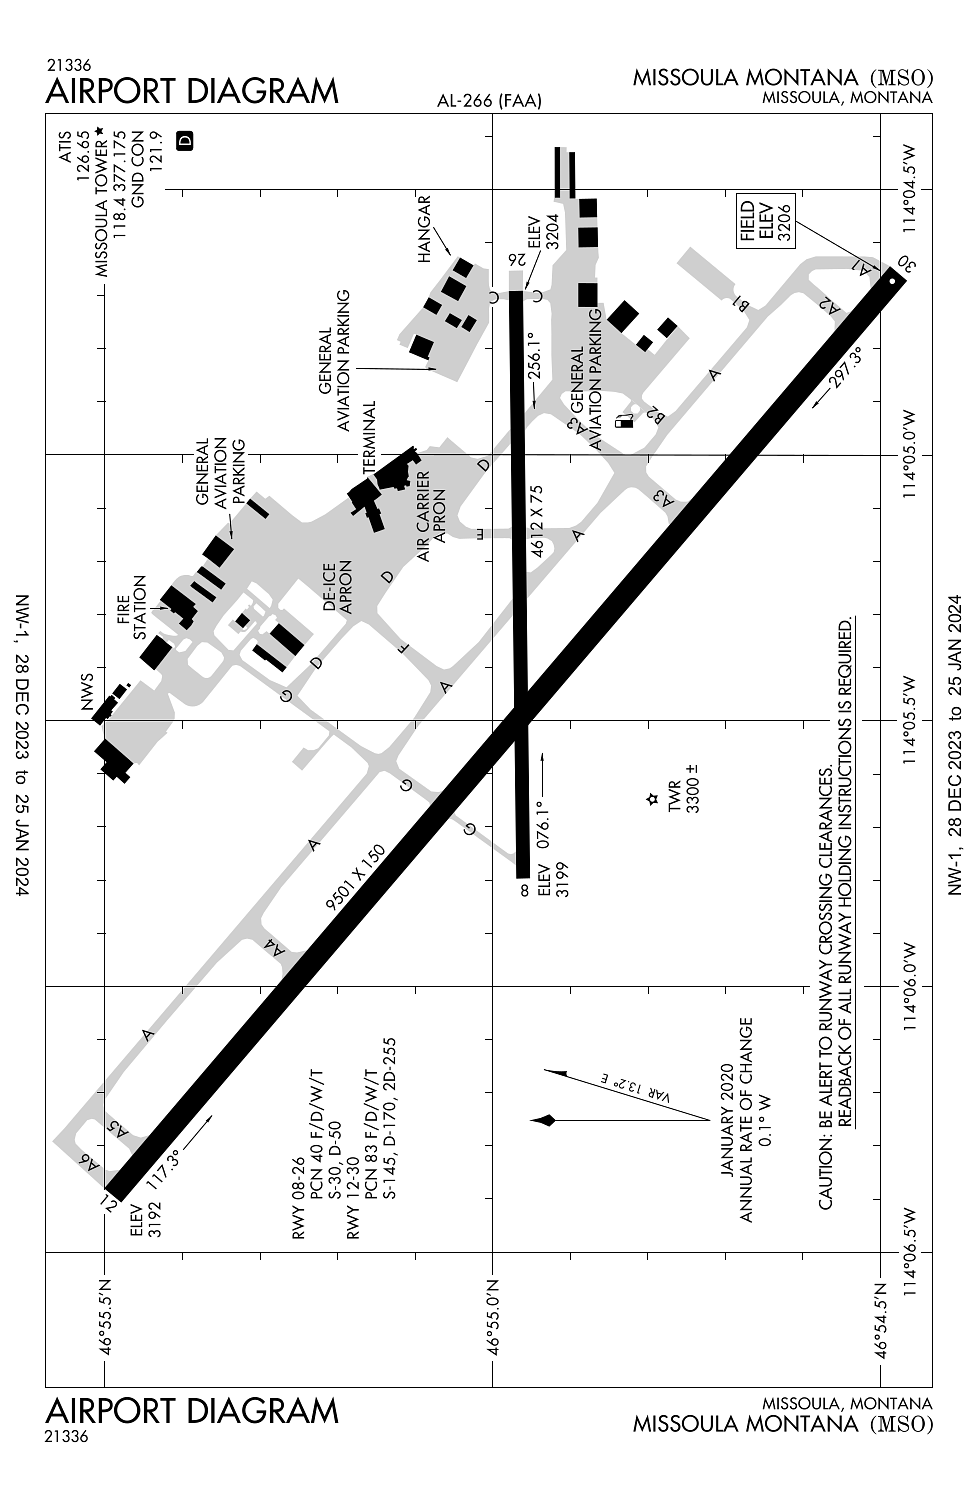 21336
AIRPORT DIAGRAM
AL-266 (FAA)
MISSOULA MONTANA (MSO)
MISSOULA, MONTANA
ATIS
126.65
MISSOULA TOWER★
118.4 377.175
GND CON
121.9
D
HANGAR
GENERAL
AVIATION PARKING
TERMINAL
GENERAL
AVIATION
PARKING
AIR CARRIER
APRON
DE-ICE
APRON
FIRE
STATION
NWS
26
ELEV
3204
FIELD
ELEV
3206
30
A1
A2
B1
A
B2
A3
GENERAL
AVIATION PARKING
C
C
256.1°
297.3°
4612 X 75
D
E
A
A3
D
F
A
D
G
G
G
A
9501 X 150
A4
A
A5
A6
12
ELEV
3192
117.3°
8
ELEV
3199
076.1°
TWR
3300 ±
RWY 08-26
PCN 40 F/D/W/T
S-30, D-50
RWY 12-30
PCN 83 F/D/W/T
S-145, D-170, 2D-255
VAR 13.2° E
JANUARY 2020
ANNUAL RATE OF CHANGE
0.1° W
CAUTION: BE ALERT TO RUNWAY CROSSING CLEARANCES.
READBACK OF ALL RUNWAY HOLDING INSTRUCTIONS IS REQUIRED.
114°04.5'W
114°05.0'W
114°05.5'W
114°06.0'W
114°06.5'W
46°55.5'N
46°55.0'N
46°54.5'N
NW-1, 28 DEC 2023 to 25 JAN 2024
NW-1, 28 DEC 2023 to 25 JAN 2024
AIRPORT DIAGRAM
21336
MISSOULA, MONTANA
MISSOULA MONTANA (MSO)